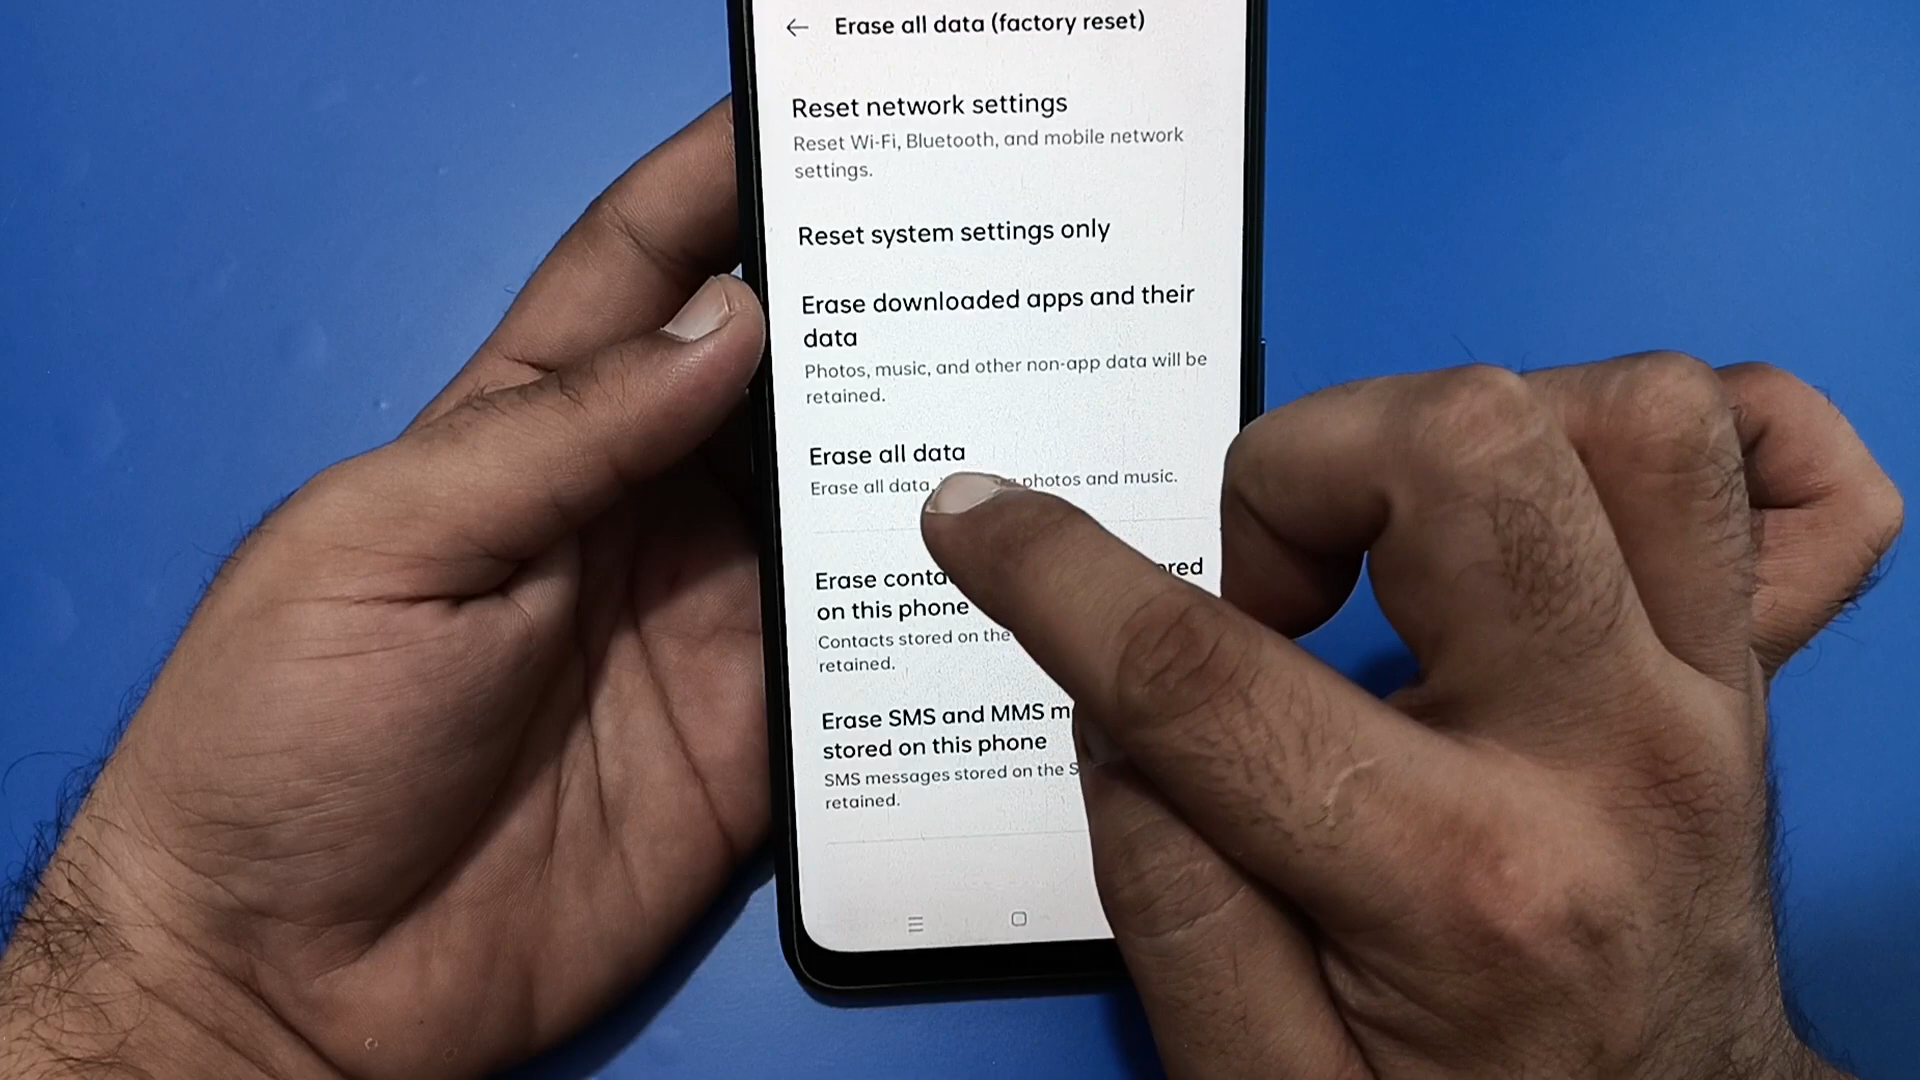 Erase all data (factory reset)
Reset network settings
Reset Wi-Fi, Bluetooth, and mobile network
settings.
Reset system settings only
Erase downloaded apps and their
data
Photos, music, and other non-app data will be
retained.
Erase all data
Erase all data, photos and music.
Erase
on this phone
Contacts stored on the
retained.
Erase SMS and MMS
stored on this phone
SMS messages stored on the
retained.